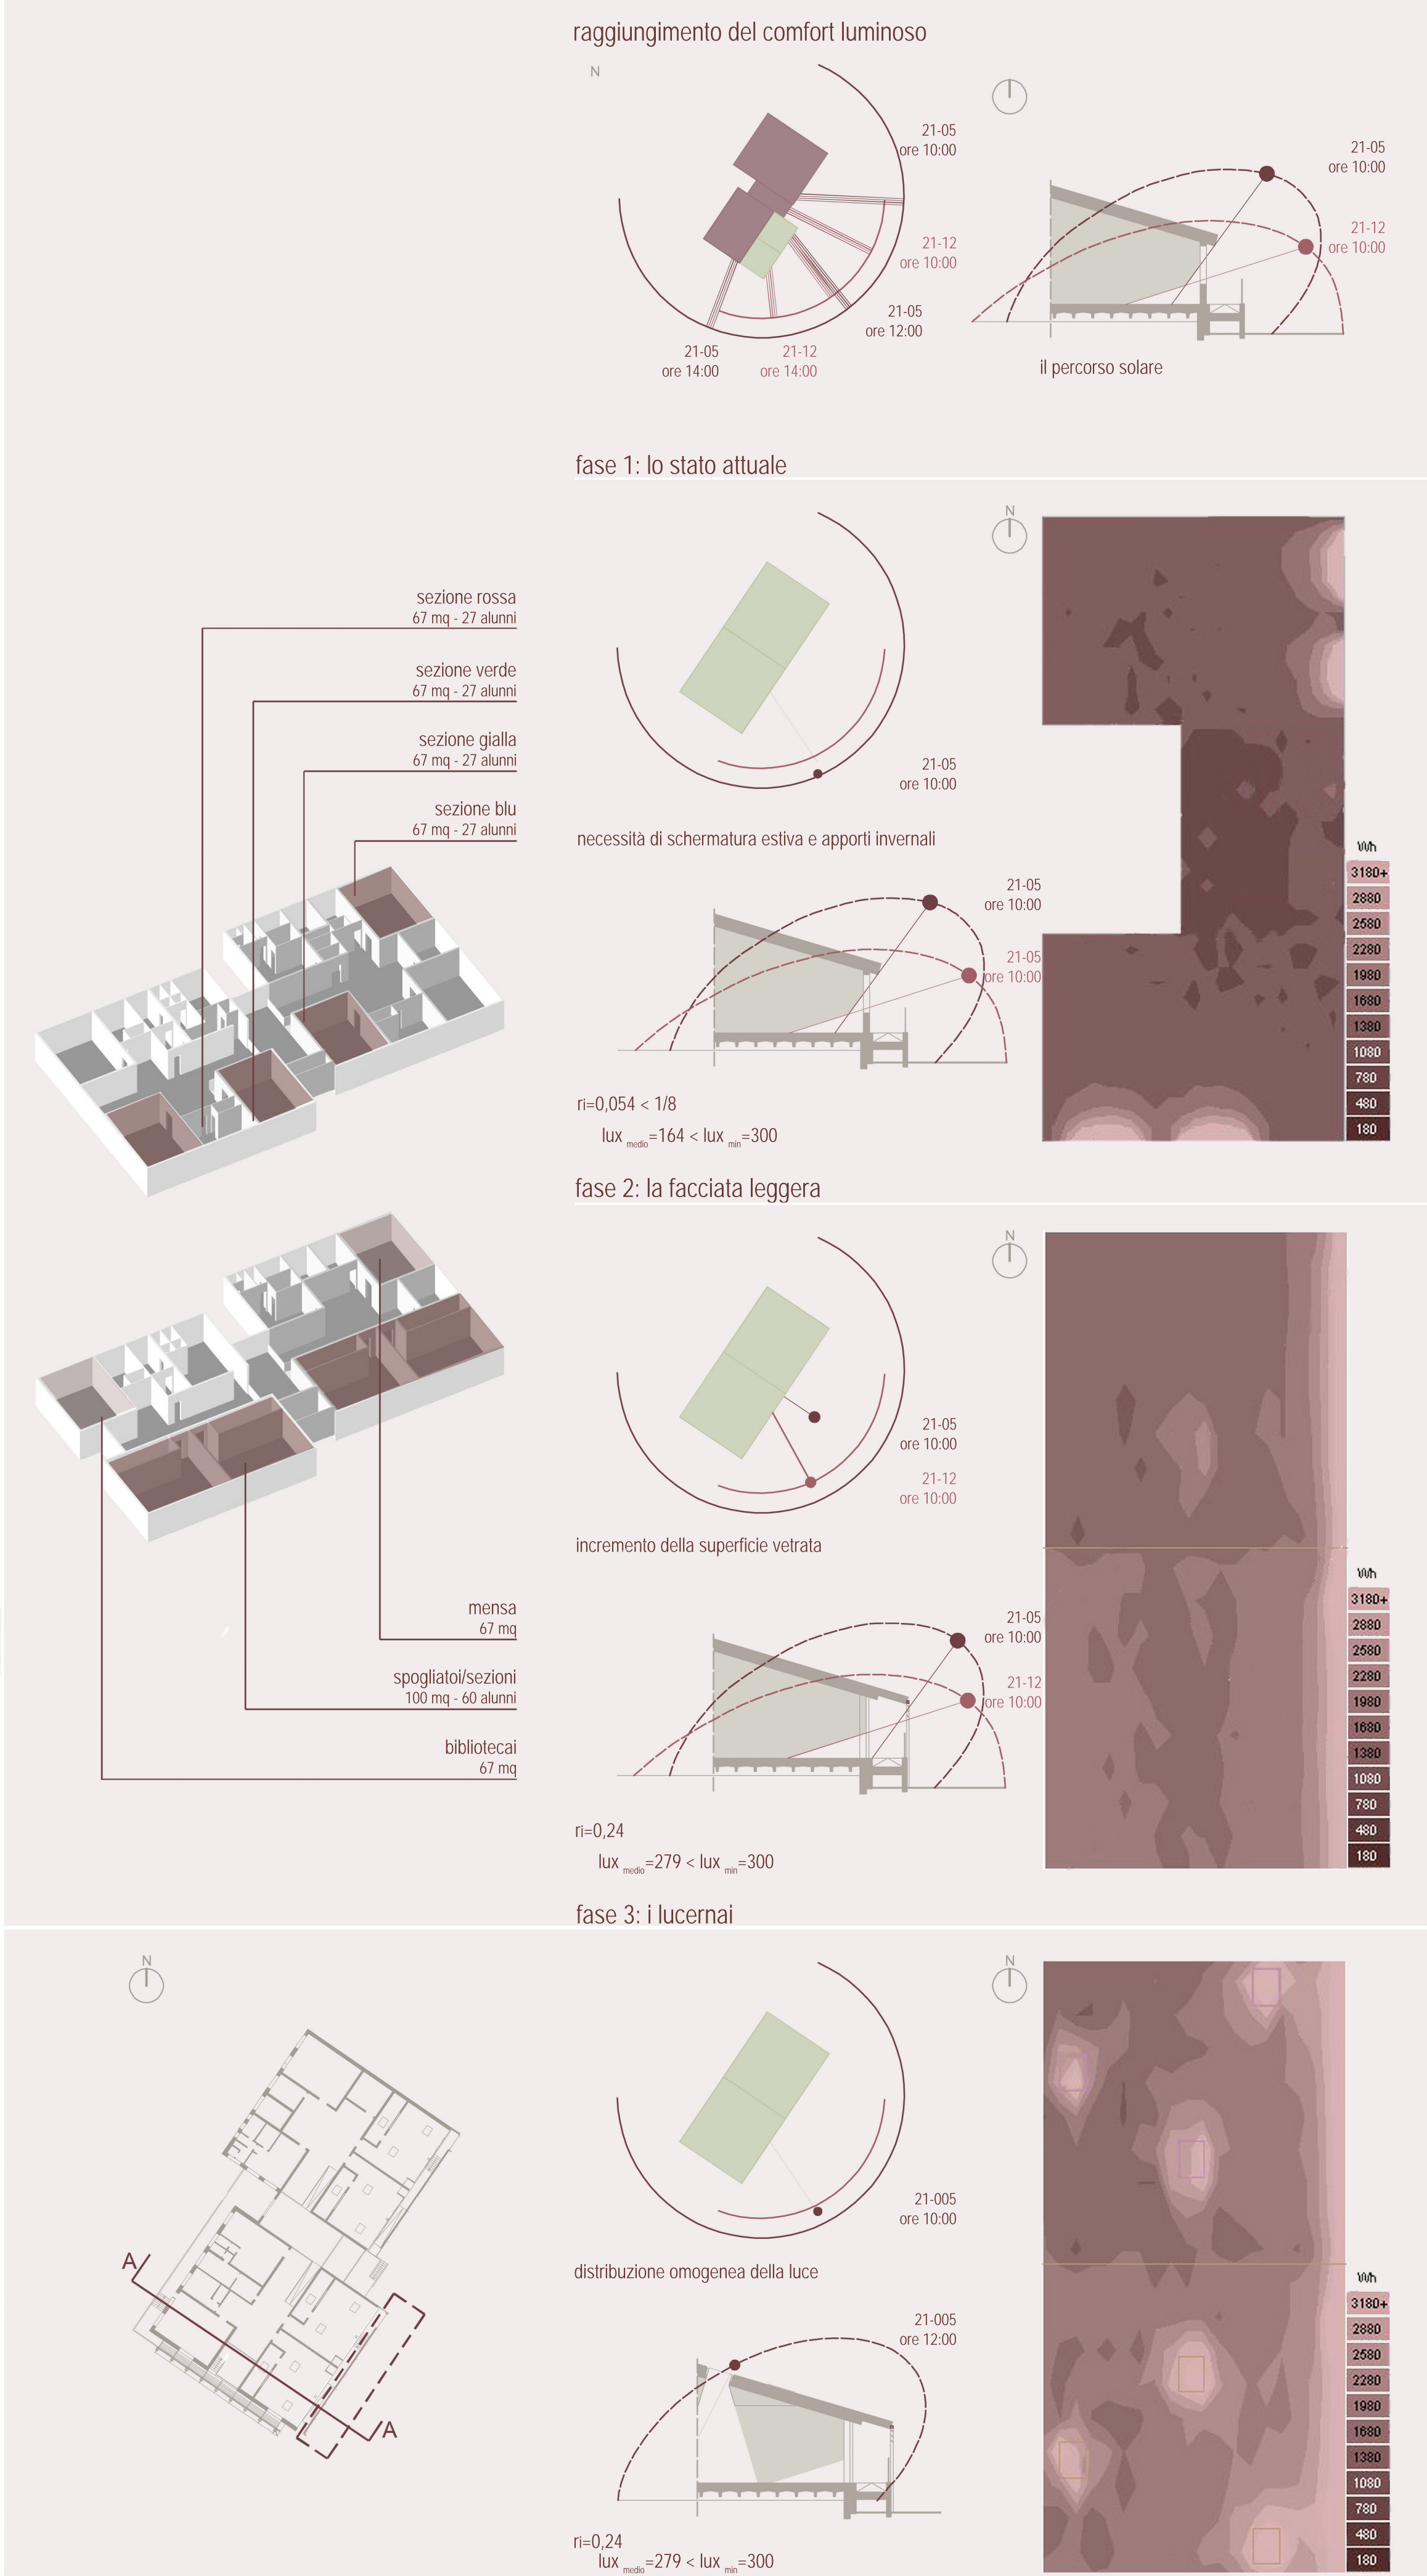 raggiungimento del comfort luminoso
N
21-05
ore 10:00
21-12
ore 10:00
21-05
ore 12:00
21-05
ore 14:00
21-12
ore 14:00
21-05
ore 10:00
21-12
ore 10:00
il percorso solare
fase 1: lo stato attuale
sezione rossa
67 mq - 27 alunni
sezione verde
67 mq - 27 alunni
sezione gialla
67 mq - 27 alunni
sezione blu
67 mq - 27 alunni
N
21-05
ore 10:00
necessità di schermatura estiva e apporti invernali
21-05
ore 10:00
21-05
ore 10:00
ri=0,054 < 1/8
lux medio=164 < lux min=300
Wh
3180+
2880
2580
2280
1980
1680
1380
1080
780
480
180
fase 2: la facciata leggera
N
21-05
ore 10:00
21-12
ore 10:00
incremento della superficie vetrata
21-05
ore 10:00
21-12
ore 10:00
mensa
67 mq
spogliatoi/sezioni
100 mq - 60 alunni
bibliotecai
67 mq
ri=0,24
lux medio=279 < lux min=300
Wh
3180+
2880
2580
2280
1980
1680
1380
1080
780
480
180
fase 3: i lucernai
N
A
A
N
21-005
ore 10:00
distribuzione omogenea della luce
21-005
ore 12:00
ri=0,24
lux medio=279 < lux min=300
Wh
3180+
2880
2580
2280
1980
1680
1380
1080
780
480
180